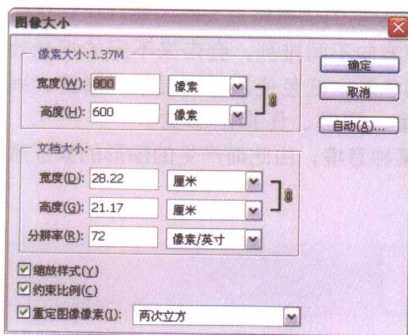 图像大小
像素大小:1.37M
宽度(W): 800 像素
高度(H): 600 像素
确定
取消
自动(A)...
文档大小:
宽度(D): 28.22 厘米
高度(G): 21.17 厘米
分辨率(R): 72 像素/英寸
缩放样式(Y)
约束比例(C)
重定图像像素(I): 两次立方